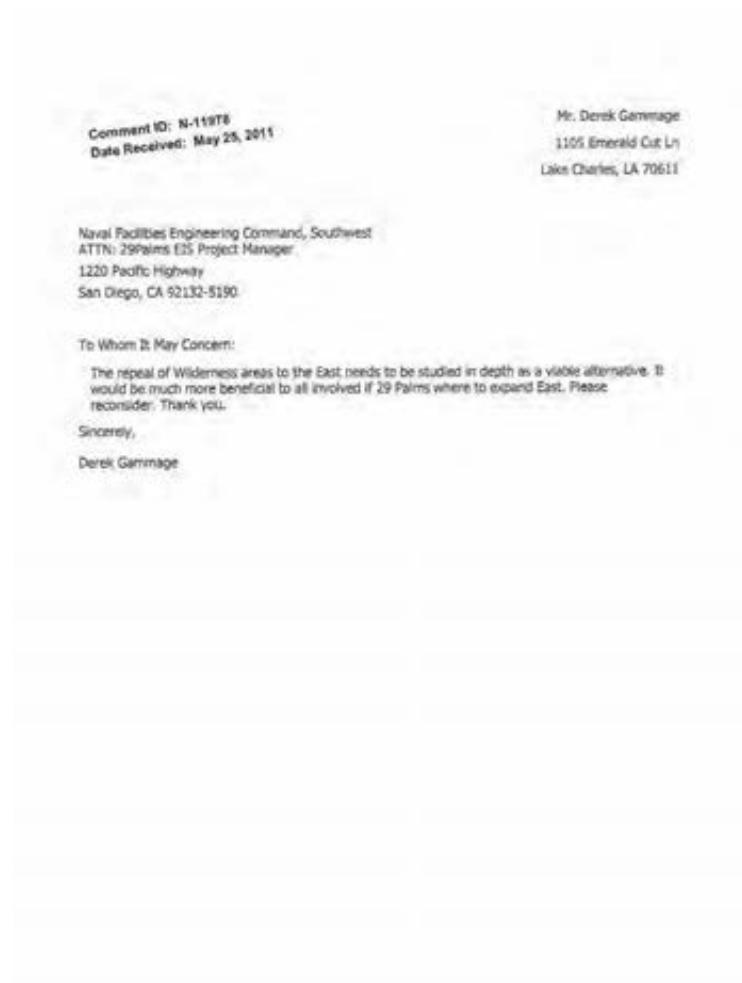 Comment ID: N-11978
Date Received: May 25, 2011
Mr. Derek Gammage
1105 Emerald Cut Ln
Lake Charles, LA 70611
Naval Facilities Engineering Command, Southwest
ATTN: 29Palms EIS Project Manager
1220 Pacific Highway
San Diego, CA 92132-5190
To Whom It May Concern:
The repeal of Wilderness areas to the East needs to be studied in depth as a viable alternative. It
would be much more beneficial to all involved if 29 Palms where to expand East. Please
reconsider. Thank you.
Sincerely,
Derek Gammage